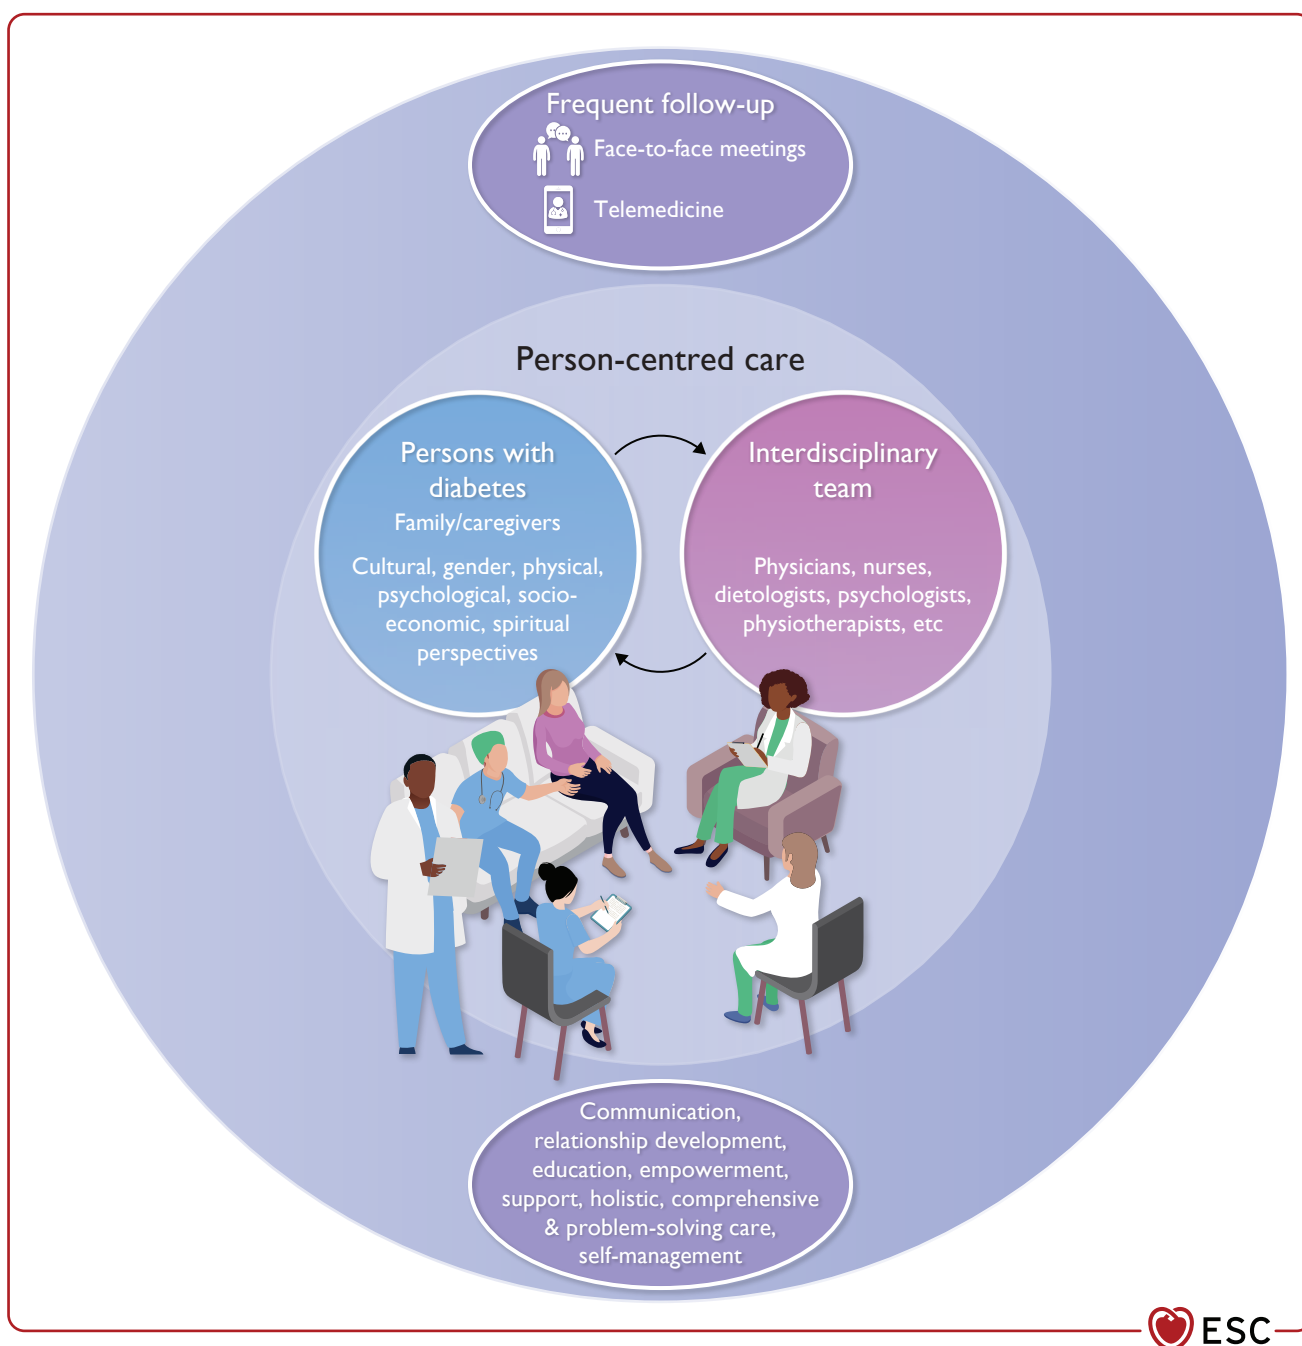 Frequent follow-up
Face-to-face meetings
Telemedicine
Person-centred care
Persons with
diabetes
Family/caregivers
Cultural, gender, physical,
psychological, socio-
economic, spiritual
perspectives
Interdisciplinary
team
Physicians, nurses,
dietologists, psychologists,
physiotherapists, etc
Communication,
relationship development,
education, empowerment,
support, holistic, comprehensive
& problem-solving care,
self-management
ESC